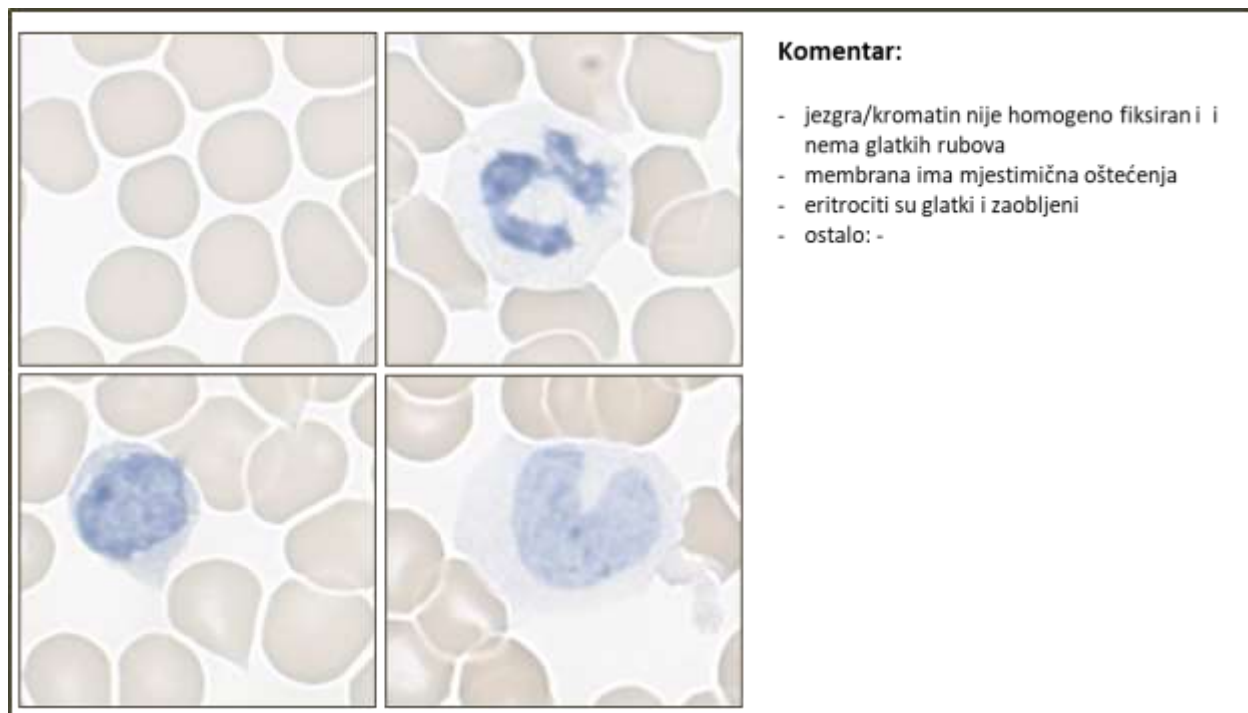 Komentar:
- jezgra/kromatin nije homogeno fiksiran i i
nema glatkih rubova
- membrana ima mjestimična oštećenja
- eritrociti su glatki i zaobljeni
- ostalo: -